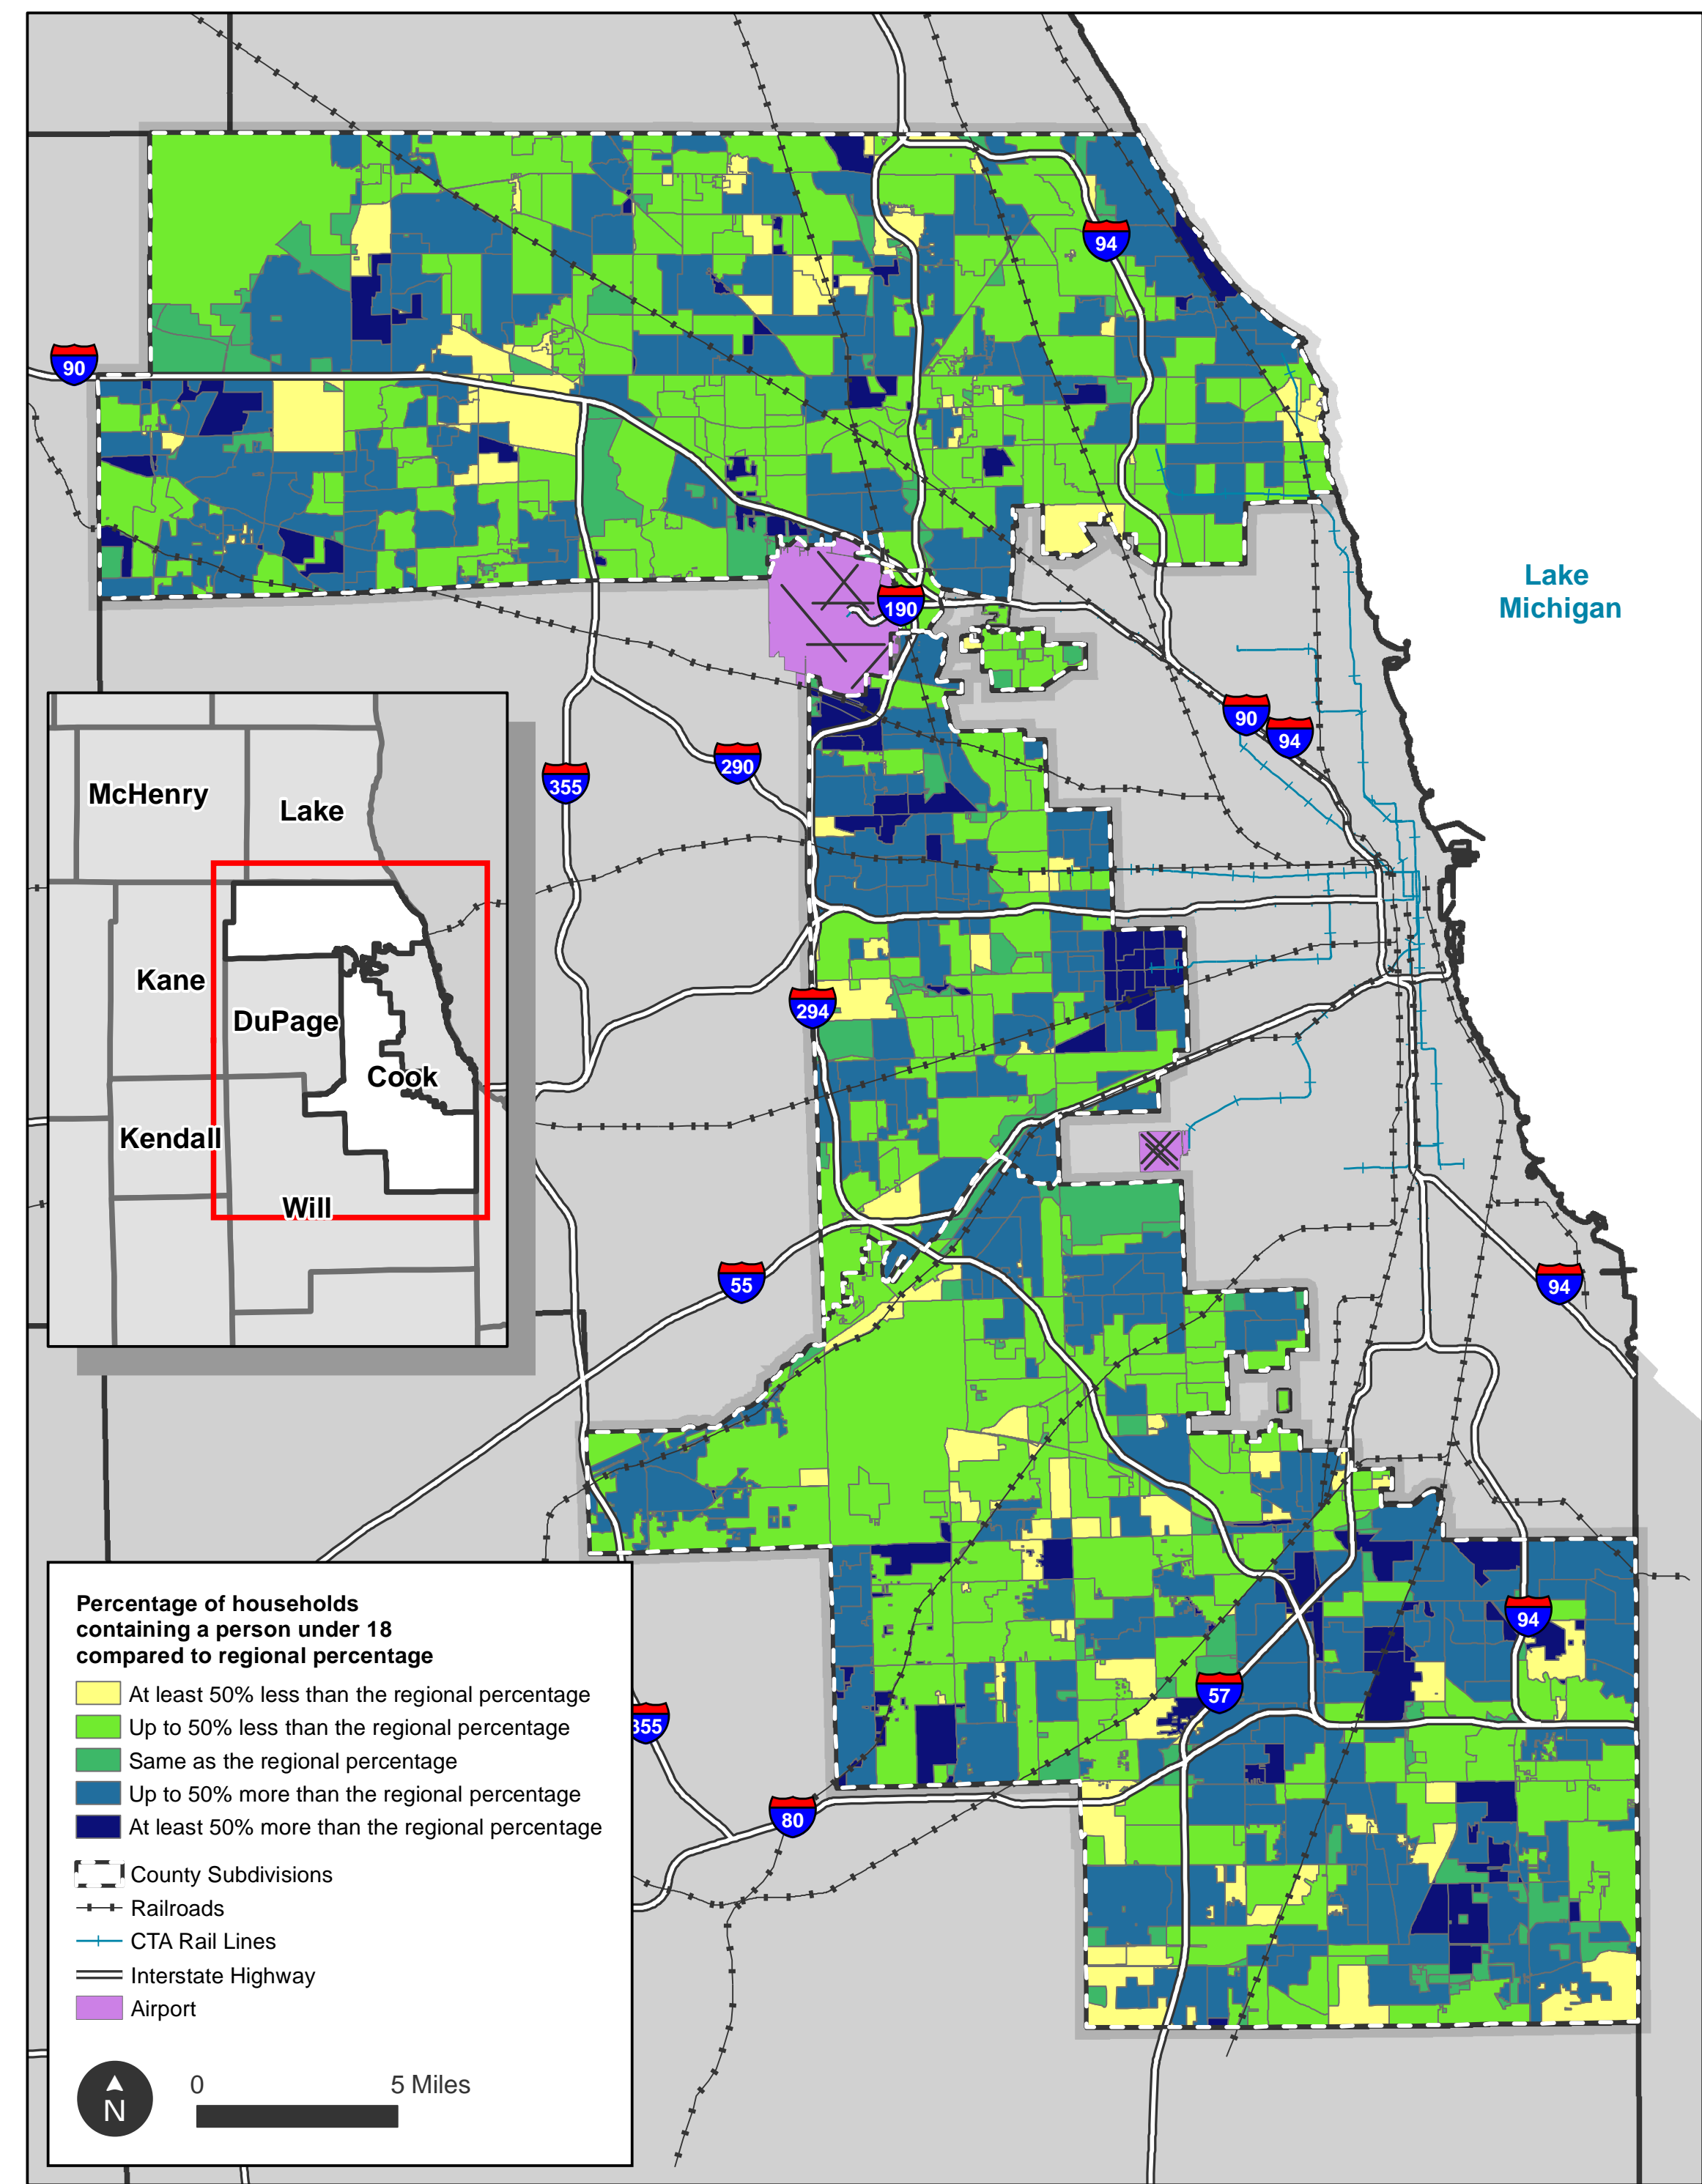 94
90
190
Lake
Michigan
90
94
290
355
McHenry
Lake
Kane
DuPage
294
Cook
Kendall
Will
55
94
Percentage of households
containing a person under 18
compared to regional percentage
At least 50% less than the regional percentage
Up to 50% less than the regional percentage
Same as the regional percentage
Up to 50% more than the regional percentage
At least 50% more than the regional percentage
County Subdivisions
Railroads
CTA Rail Lines
Interstate Highway
Airport
N
0 5 Miles
94
57
355
80